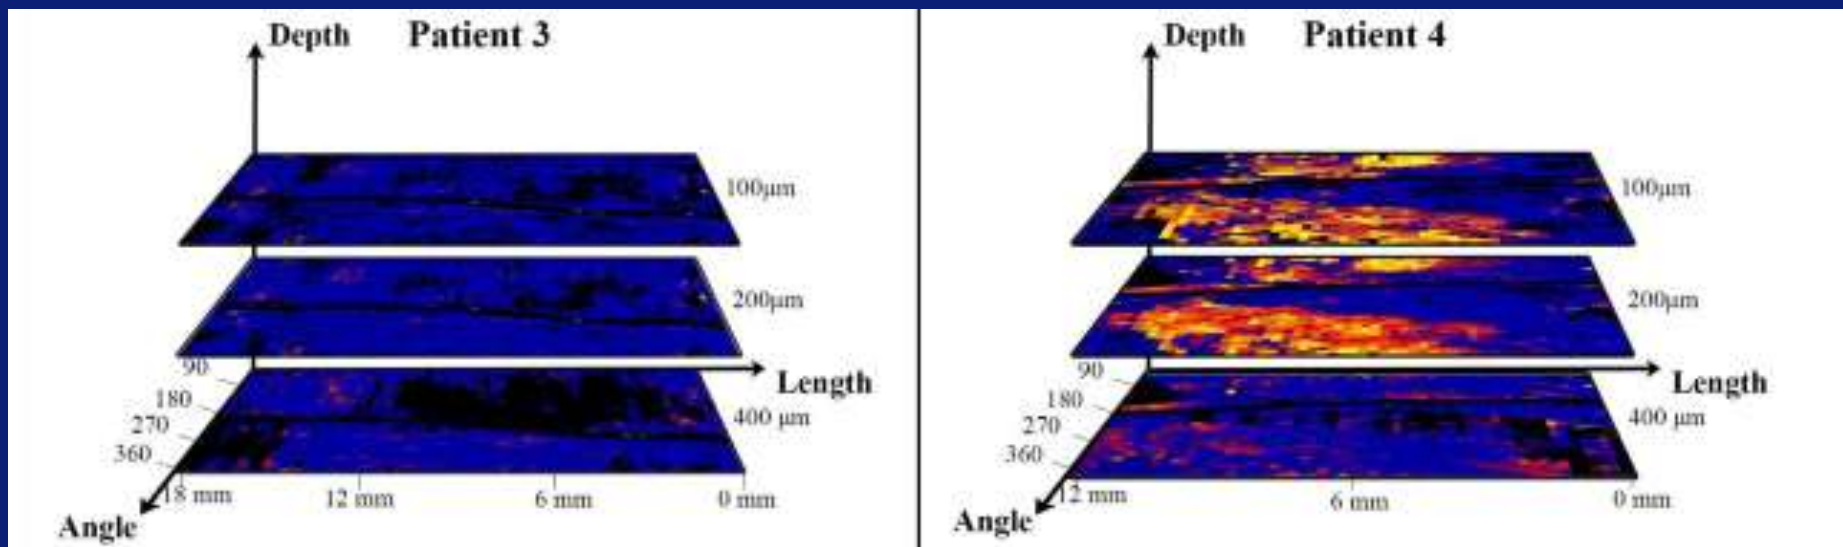 Depth Patient 3
100μm
200μm
90
Length
180
400 μm
270
360
18 mm 12 mm 6 mm 0 mm
Angle
Depth Patient 4
100μm
200μm
90
Length
180
400 μm
270
360
12 mm 6 mm 0 mm
Angle